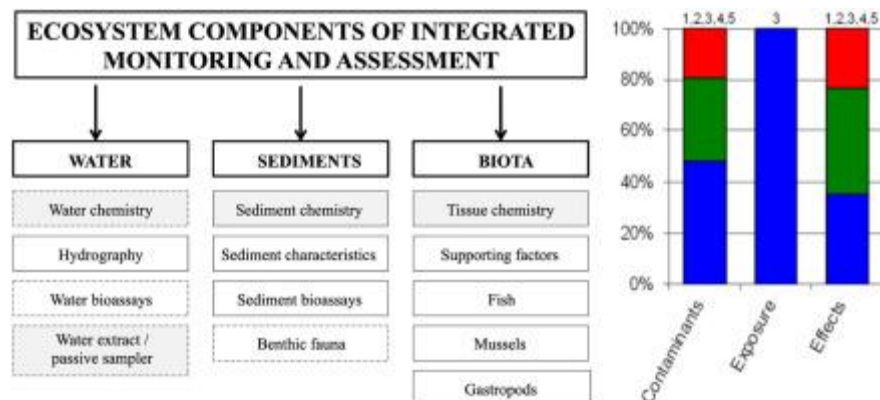 ECOSYSTEM COMPONENTS OF INTEGRATED
MONITORING AND ASSESSMENT
WATER
Water chemistry
Hydrography
Water bioassays
Water extract /
passive sampler
SEDIMENTS
Sediment chemistry
Sediment characteristics
Sediment bioassays
Benthic fauna
BIOTA
Tissue chemistry
Supporting factors
Fish
Mussels
Gastropods
1,2,3,4,5 3 1,2,3,4,5
100%
80%
60%
40%
20%
0%
Contaminants
Exposure
Effects